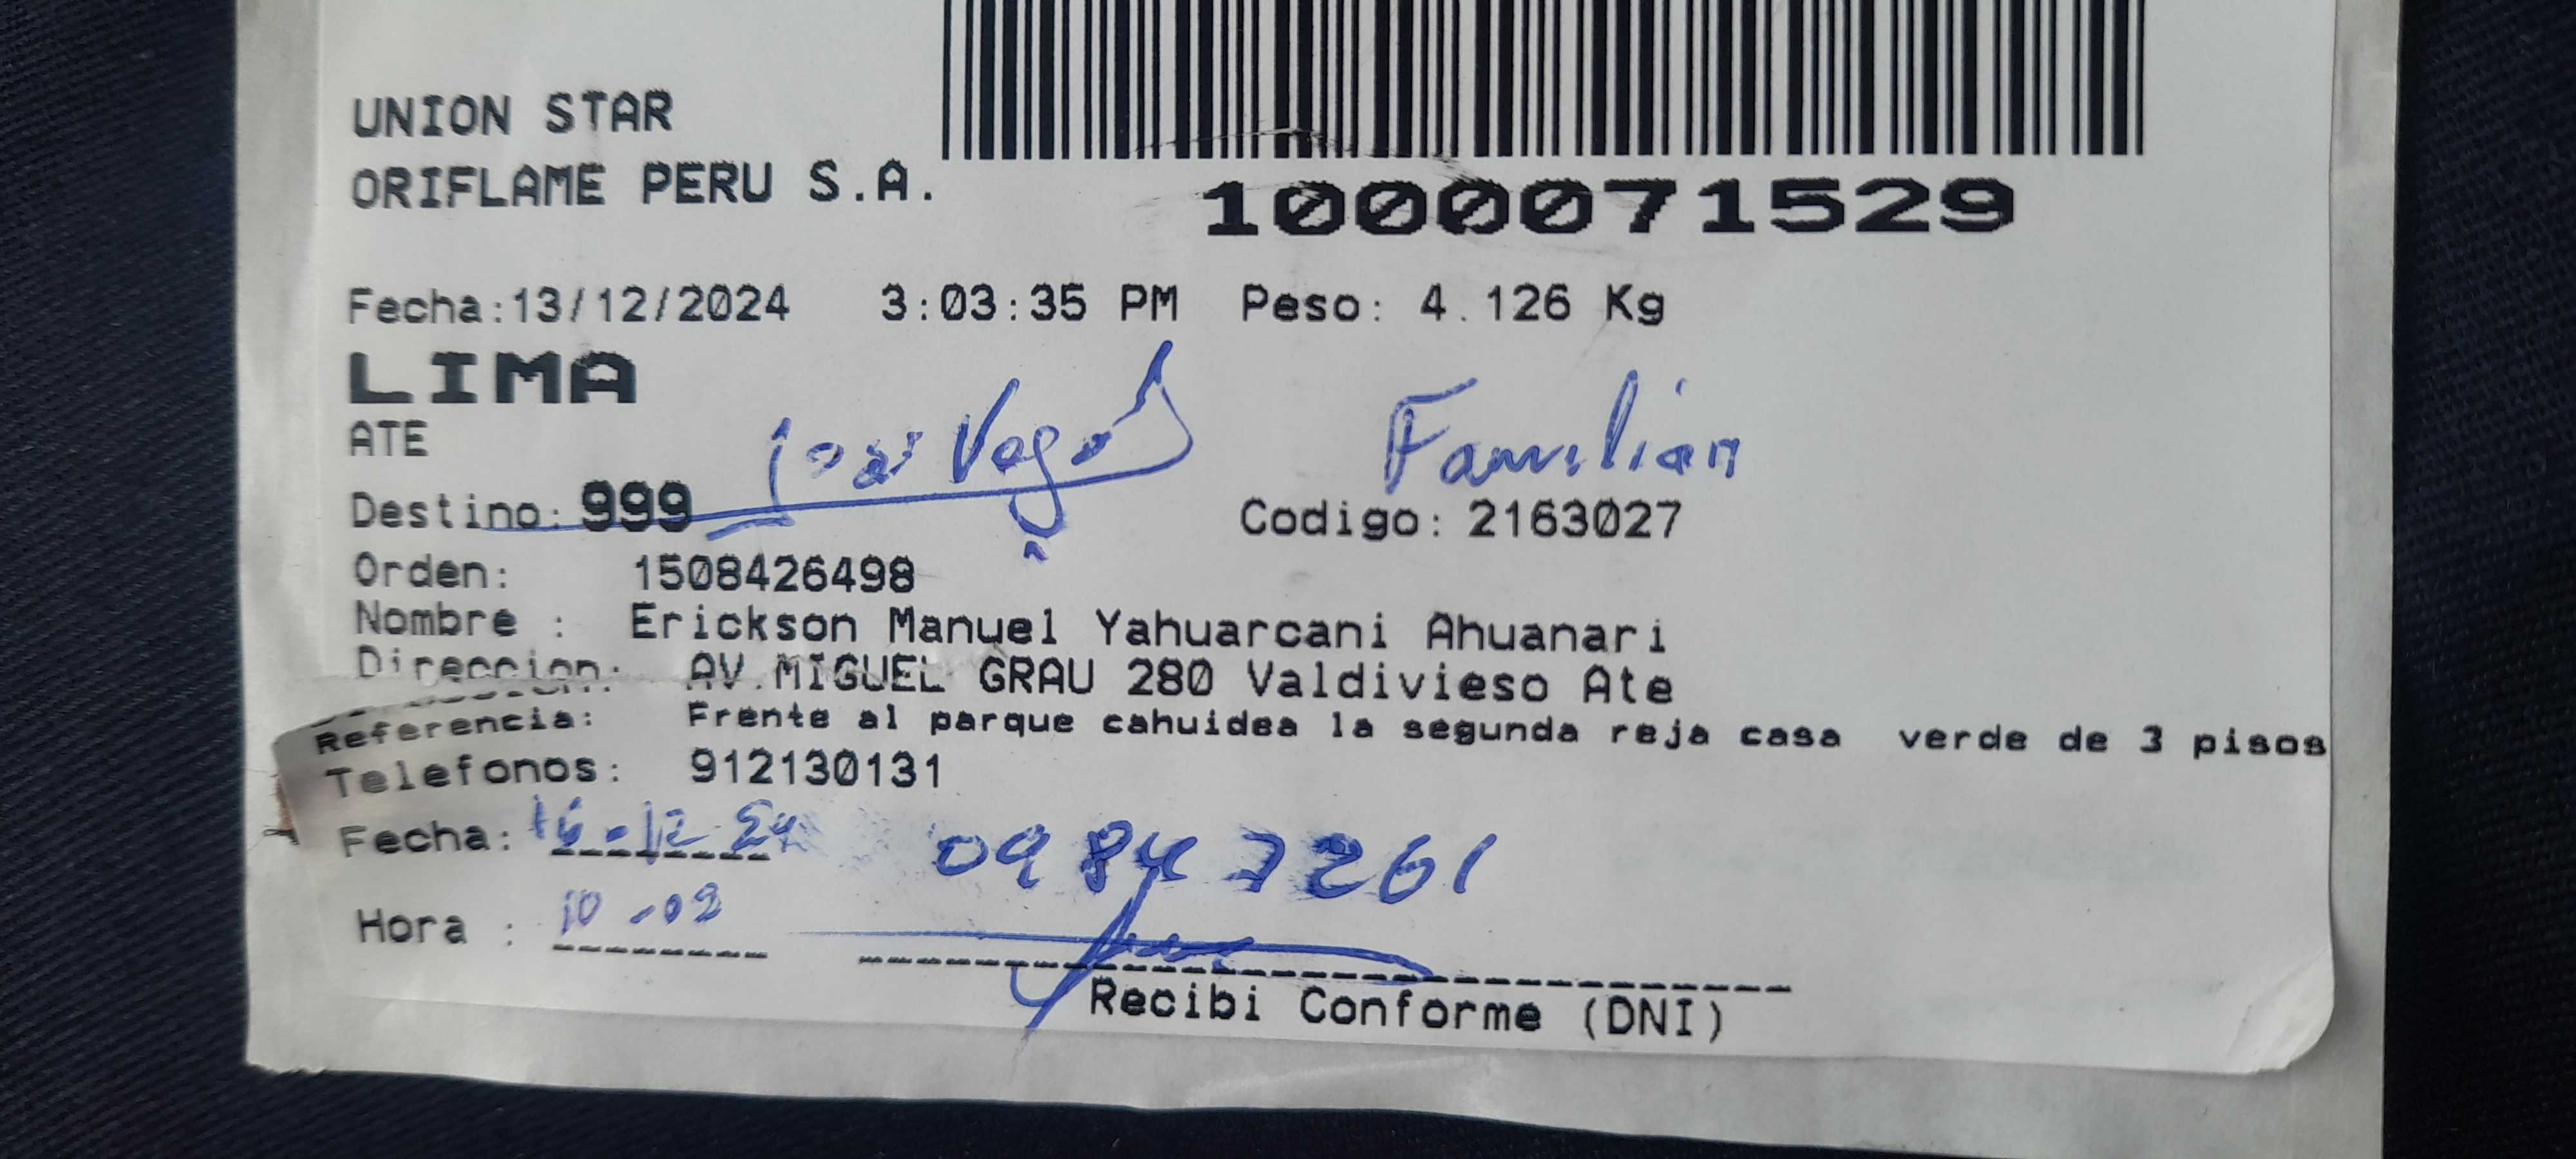 UNION STAR
ORIFLAME PERU S.A.
1000071529
Fecha:13/12/2024 3:03:35 PM Peso: 4.126 Kg
LIMA
ATE
Vega Familiar
Destino: 999 Codigo: 2163027
Orden: 1508426498
Nombre : Erickson Manuel Yahuarcani Ahuanari
Direccion: AV.MIGUEL GRAU 280 Valdivieso Ate
Referencia: Frente al parque cahuidea la segunda reja casa verde de 3 pisos
Telefonos: 912130131
Fecha: 16-12-24 09847261
Hora : 10-02
Recibi Conforme (DNI)